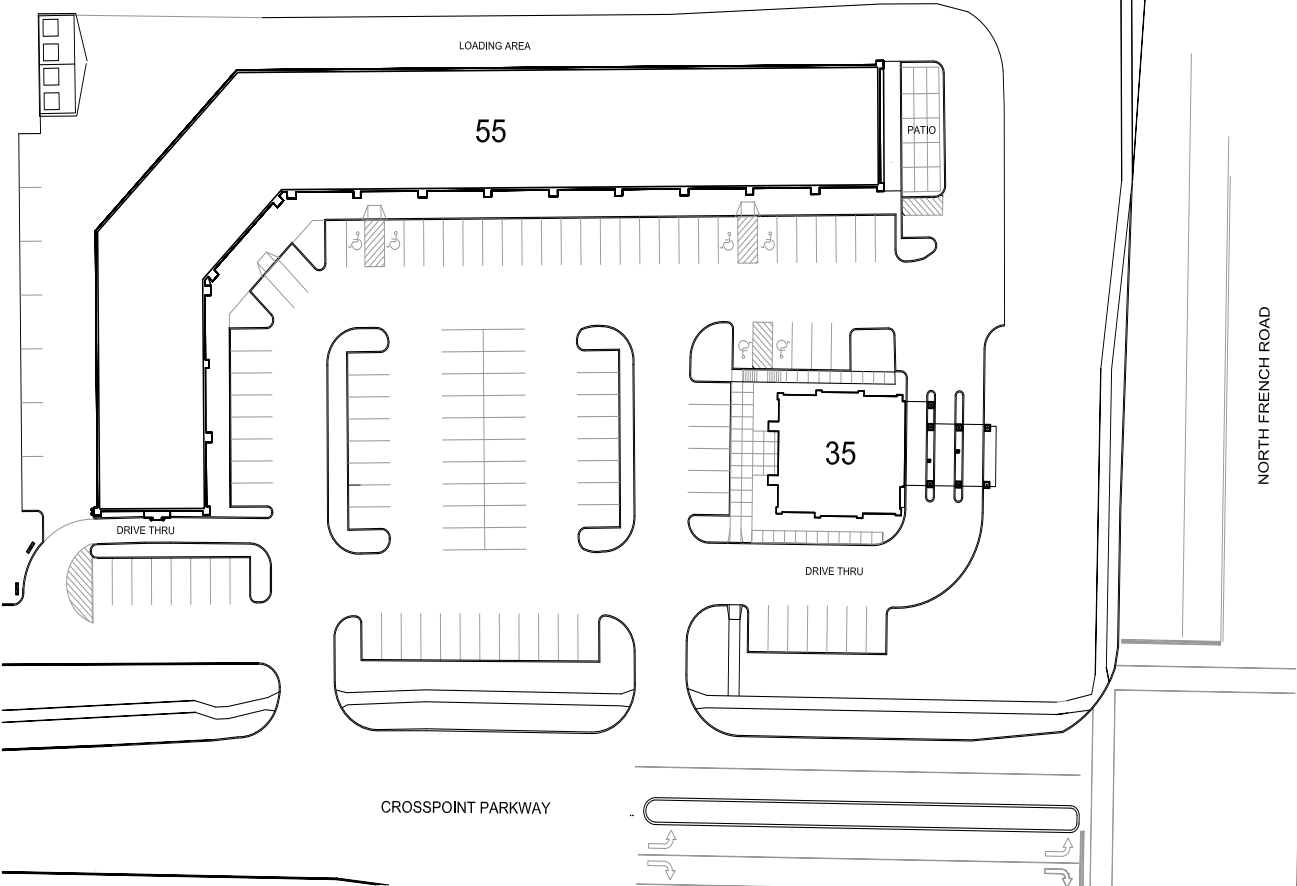 LOADING AREA
55
PATIO
NORTH FRENCH ROAD
35
DRIVE THRU
DRIVE THRU
CROSSPOINT PARKWAY